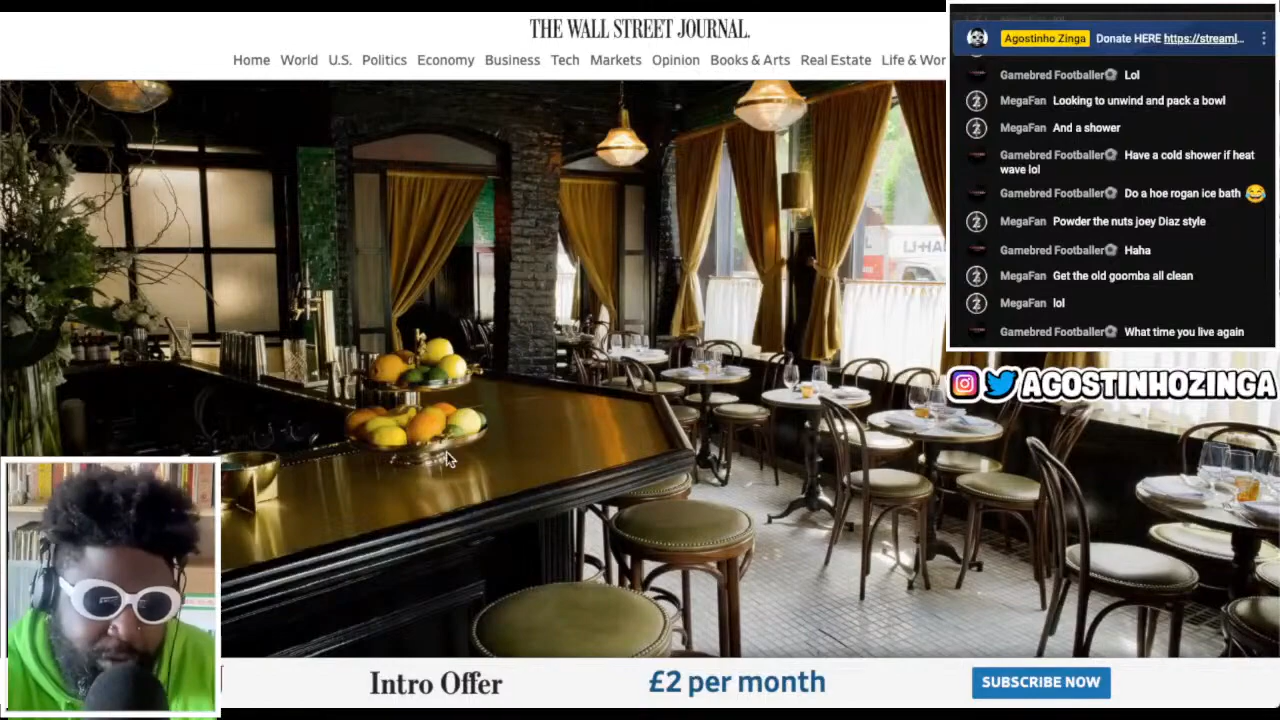 THE WALL STREET JOURNAL.
Home World U.S. Politics Economy Business Tech Markets Opinion Books & Arts Real Estate Life & Wor
Agostinho Zinga Donate HERE https://streaml...
Gamebred Footballer⚽ Lol
MegaFan Looking to unwind and pack a bowl
MegaFan And a shower
Gamebred Footballer⚽ Have a cold shower if heat
wave lol
Gamebred Footballer⚽ Do a hoe rogan ice bath 😂
MegaFan Powder the nuts joey Diaz style
Gamebred Footballer⚽ Haha
MegaFan Get the old goomba all clean
MegaFan lol
Gamebred Footballer⚽ What time you live again
AGOSTINHOZINGA
Intro Offer
£2 per month
SUBSCRIBE NOW